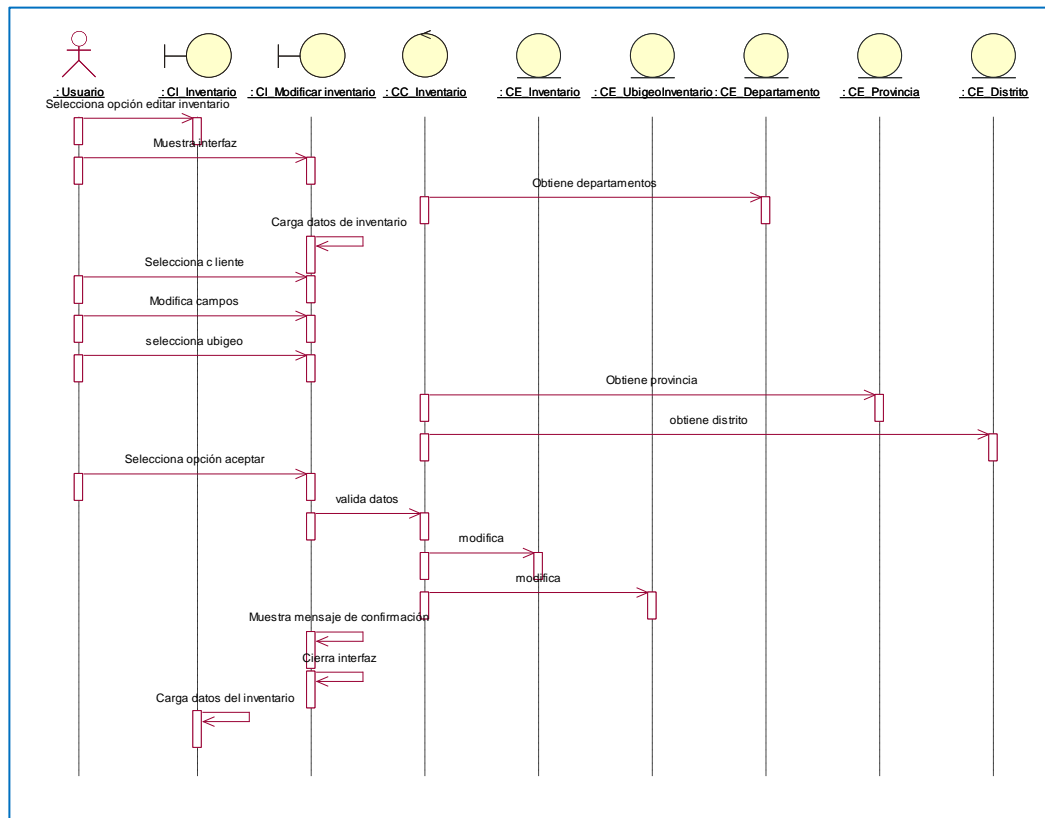 : Usuario
: CI_Inventario
: CI_Modificar inventario
: CC_Inventario
: CE_Inventario
: CE_UbigeoInventario
: CE_Departamento
: CE_Provincia
: CE_Distrito
Selecciona opción editar inventario
Muestra interfaz
Obtiene departamentos
Carga datos de inventario
Selecciona c liente
Modifica campos
selecciona ubigeo
Obtiene provincia
obtiene distrito
Selecciona opción aceptar
valida datos
modifica
modifica
Muestra mensaje de confirmación
Cierra interfaz
Carga datos del inventario